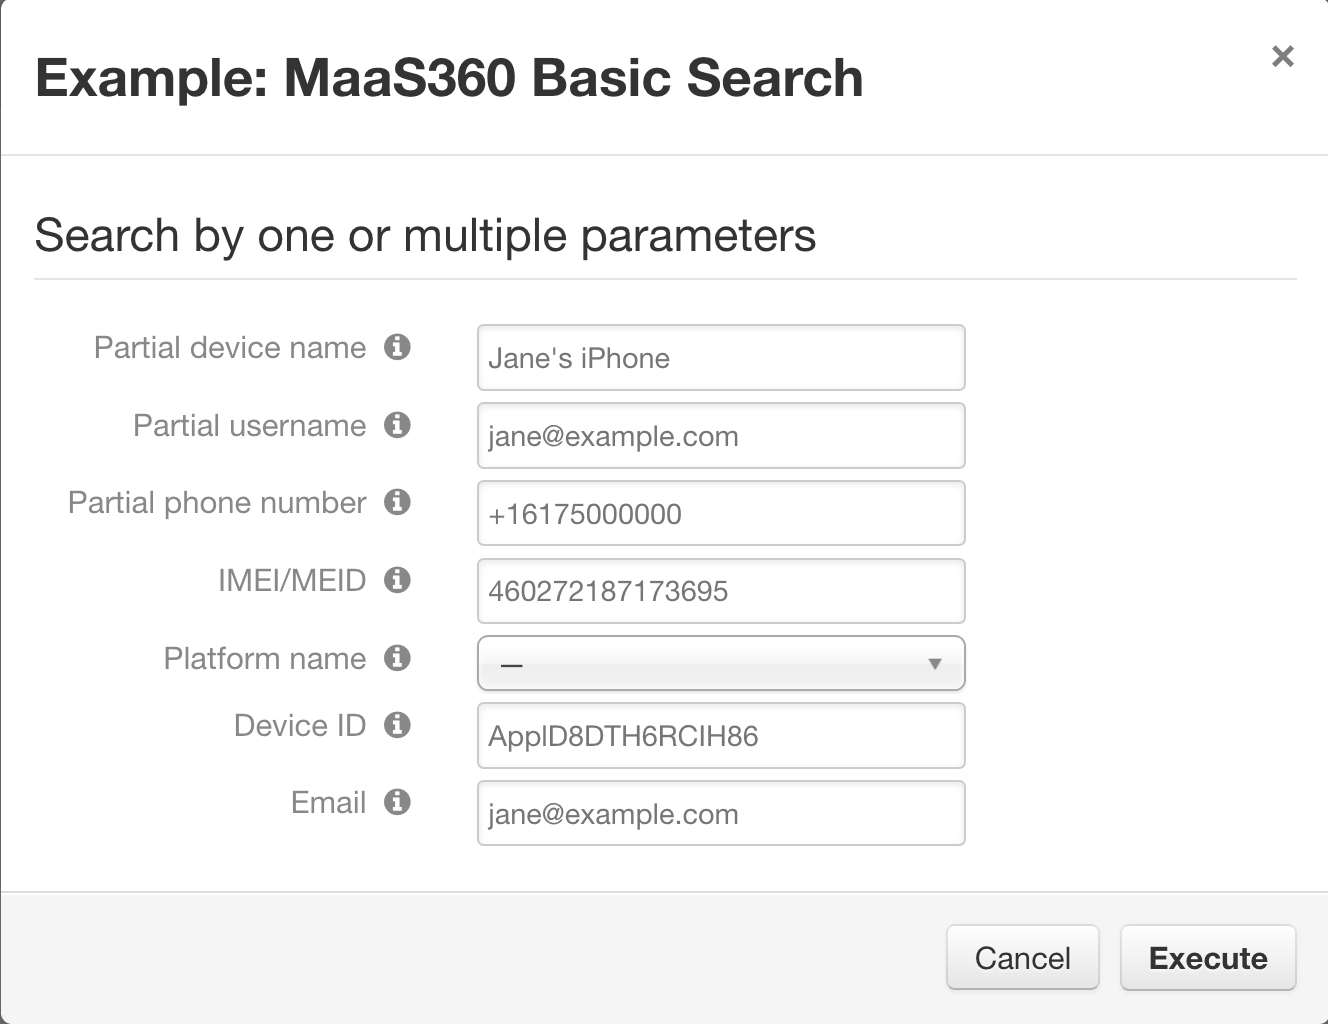 Example: MaaS360 Basic Search
×
Search by one or multiple parameters
Partial device name
Jane's iPhone
Partial username
jane@example.com
Partial phone number
+16175000000
IMEI/MEID
460272187173695
Platform name
—
Device ID
ApplD8DTH6RCIH86
Email
jane@example.com
Cancel
Execute